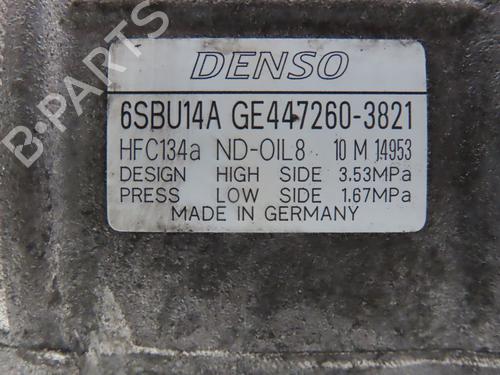 B-PARTS
DENSO
6SBU14A GE447260-3821
HFC134a ND-OIL8 10 M 14953
DESIGN HIGH SIDE 3.53MPa
PRESS LOW SIDE 1.67MPa
MADE IN GERMANY